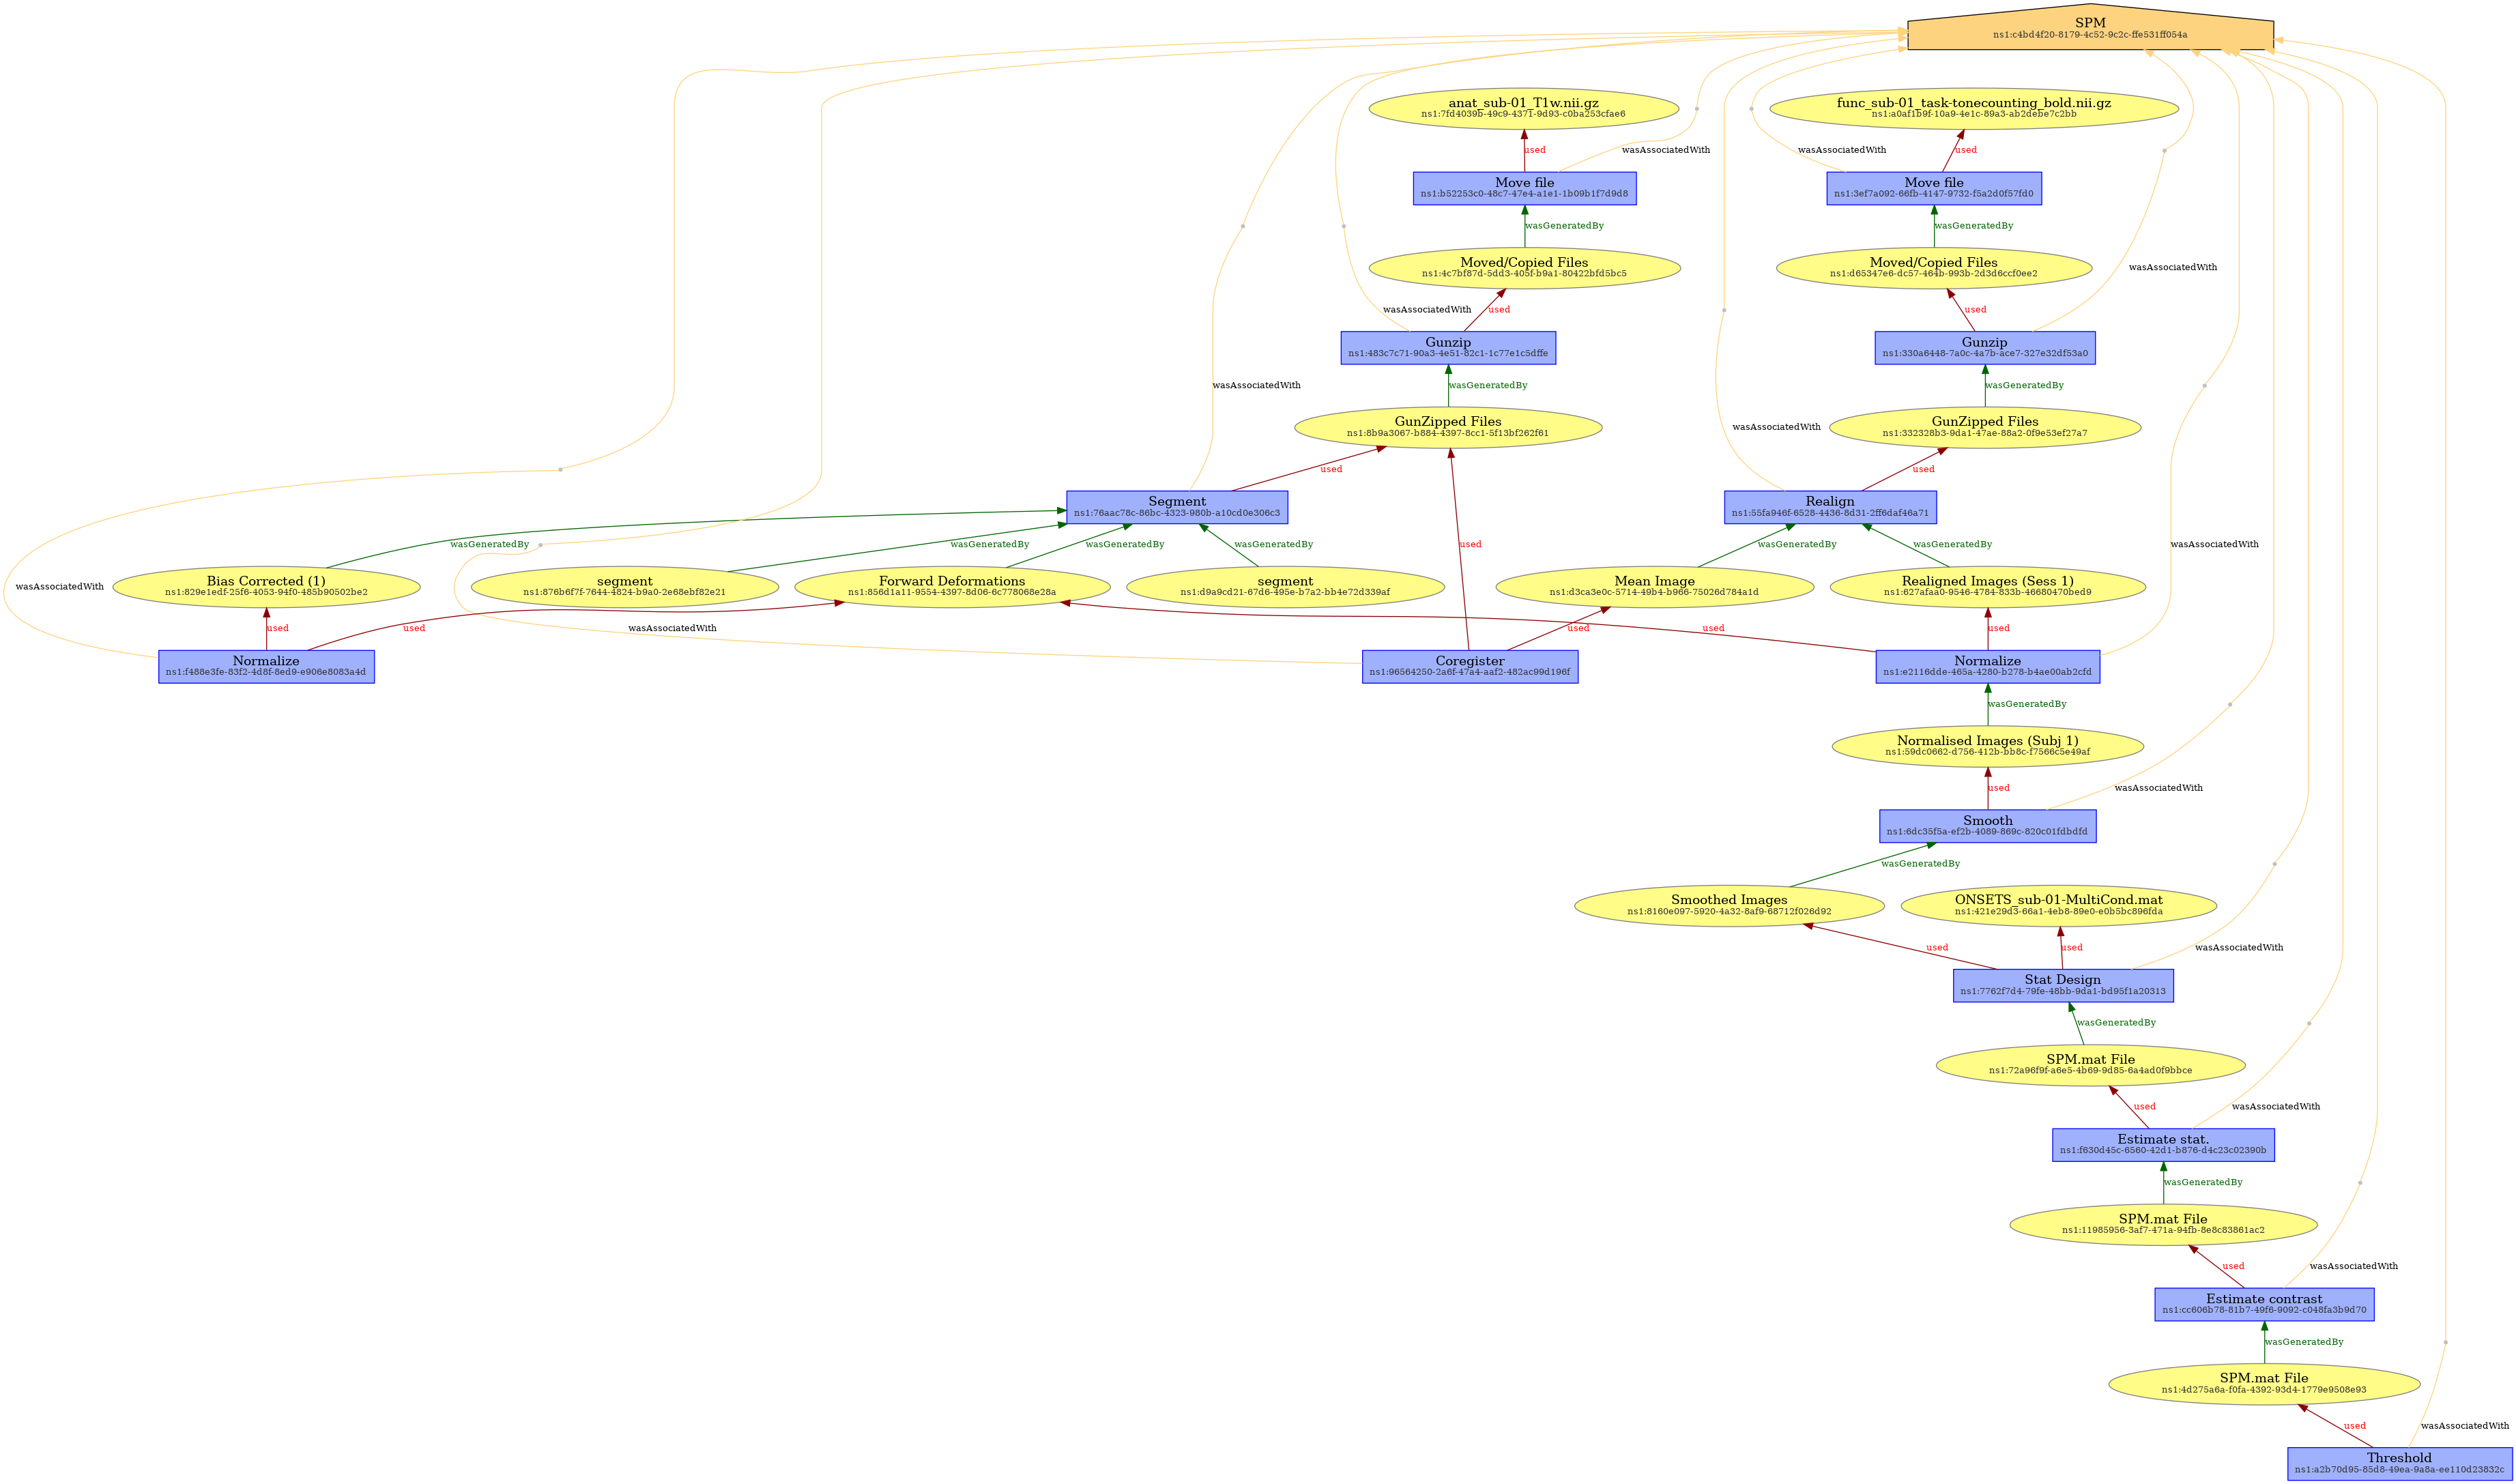 SPM
ns1:c4bd4f20-8179-4c52-9c2c-ffe531ff054a
anat_sub-01_T1w.nii.gz
ns1:7fd4039b-49c9-4371-9d93-c0ba253cfae6
func_sub-01_task-tonecounting_bold.nii.gz
ns1:a0af1b9f-10a9-4e1c-89a3-ab2debe7c2bb
used
wasAssociatedWith
wasAssociatedWith
used
Move file
ns1:b52253c0-48c7-47e4-a1e1-1b09b1f7d9d8
Move file
ns1:3ef7a092-66fb-4147-9732-f5a2d0f57fd0
wasGeneratedBy
wasGeneratedBy
Moved/Copied Files
ns1:4c7bf87d-5dd3-405f-b9a1-80422bfd5bc5
Moved/Copied Files
ns1:d65347e6-dc57-464b-993b-2d3d6ccf0ee2
wasAssociatedWith
wasAssociatedWith
used
used
Gunzip
ns1:483c7c71-90a3-4e51-82c1-1c77e1c5dffe
Gunzip
ns1:330a6448-7a0c-4a7b-ace7-327e32df53a0
wasAssociatedWith
wasGeneratedBy
wasGeneratedBy
GunZipped Files
ns1:8b9a3067-b884-4397-8cc1-5f13bf262f61
wasAssociatedWith
GunZipped Files
ns1:332328b3-9da1-47ae-88a2-0f9e53ef27a7
used
used
Segment
ns1:76aac78c-86bc-4323-980b-a10cd0e306c3
Realign
ns1:55fa946f-6528-4436-8d31-2ff6daf46a71
wasGeneratedBy
wasGeneratedBy
wasGeneratedBy
wasGeneratedBy
used
wasGeneratedBy
wasGeneratedBy
wasAssociatedWith
wasAssociatedWith
Bias Corrected (1)
ns1:829e1edf-25f6-4053-94f0-485b90502be2
segment
ns1:876b6f7f-7644-4824-b9a0-2e68ebf82e21
Forward Deformations
ns1:856d1a11-9554-4397-8d06-6c778068e28a
segment
ns1:d9a9cd21-67d6-495e-b7a2-bb4e72d339af
Mean Image
ns1:d3ca3e0c-5714-49b4-b966-75026d784a1d
Realigned Images (Sess 1)
ns1:627afaa0-9546-4784-833b-46680470bed9
used
used
wasAssociatedWith
used
used
used
Normalize
ns1:f488e3fe-83f2-4d8f-8ed9-e906e8083a4d
Coregister
ns1:96564250-2a6f-47a4-aaf2-482ac99d196f
Normalize
ns1:e2116dde-465a-4280-b278-b4ae00ab2cfd
wasGeneratedBy
Normalised Images (Subj 1)
ns1:59dc0662-d756-412b-bb8c-f7566c5e49af
used
wasAssociatedWith
Smooth
ns1:6dc35f5a-ef2b-4089-869c-820c01fdbdfd
wasGeneratedBy
Smoothed Images
ns1:8160e097-5920-4a32-8af9-68712f026d92
ONSETS_sub-01-MultiCond.mat
ns1:421e29d3-66a1-4eb8-89e0-e0b5bc896fda
used
used
wasAssociatedWith
Stat Design
ns1:7762f7d4-79fe-48bb-9da1-bd95f1a20313
wasGeneratedBy
SPM.mat File
ns1:72a96f9f-a6e5-4b69-9d85-6a4ad0f9bbce
used
wasAssociatedWith
Estimate stat.
ns1:f630d45c-6560-42d1-b876-d4c23c02390b
wasGeneratedBy
SPM.mat File
ns1:11985956-3af7-471a-94fb-8e8c83861ac2
used
wasAssociatedWith
Estimate contrast
ns1:cc606b78-81b7-49f6-9092-c048fa3b9d70
wasGeneratedBy
SPM.mat File
ns1:4d275a6a-f0fa-4392-93d4-1779e9508e93
used
wasAssociatedWith
Threshold
ns1:a2b70d95-85d8-49ea-9a8a-ee110d23832c